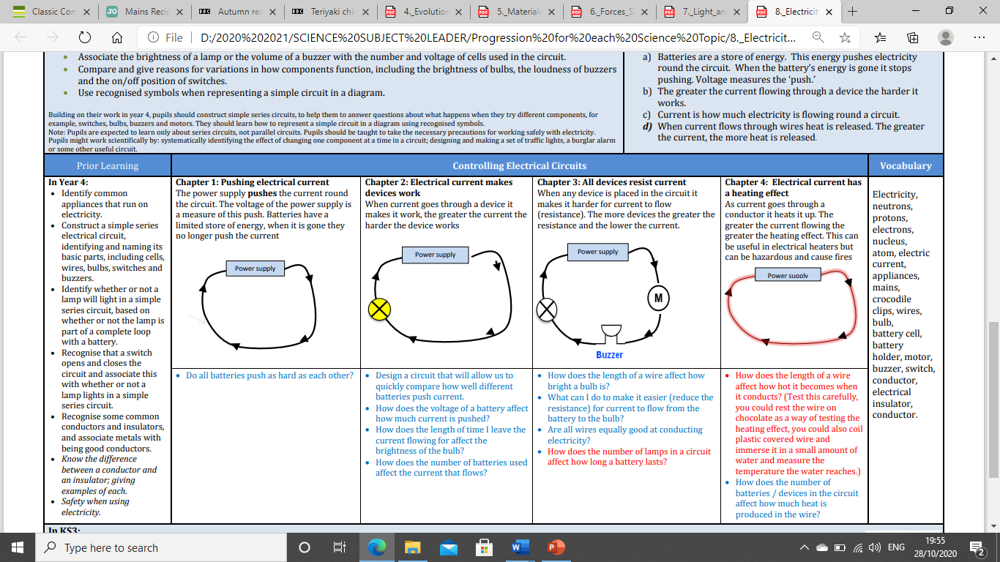 Classic Com
Mains Recip
Autumn rec
Teriyaki chi
4._Evolution
5._Materials
6._Forces_S
7._Light_an
8._Electricit
File
D:/2020%202021/SCIENCE%20SUBJECT%20LEADER/Progression%20for%20each%20Science%20Topic/8._Electricit...
• Associate the brightness of a lamp or the volume of a buzzer with the number and voltage of cells used in the circuit.
• Compare and give reasons for variations in how components function, including the brightness of bulbs, the loudness of buzzers
and the on/off position of switches.
• Use recognised symbols when representing a simple circuit in a diagram.
Building on their work in year 4, pupils should construct simple series circuits, to help them to answer questions about what happens when they try different components, for
example, switches, bulbs, buzzers and motors. They should learn how to represent a simple circuit in a diagram using recognised symbols.
Note: Pupils are expected to learn only about series circuits, not parallel circuits. Pupils should be taught to take the necessary precautions for working safely with electricity.
Pupils might work scientifically by: systematically identifying the effect of changing one component at a time in a circuit; designing and making a set of traffic lights, a burglar alarm
or some other useful circuit.
a) Batteries are a store of energy. This energy pushes electricity
round the circuit. When the battery's energy is gone it stops
pushing. Voltage measures the 'push.'
b) The greater the current flowing through a device the harder it
works.
c) Current is how much electricity is flowing round a circuit.
d) When current flows through wires heat is released. The greater
the current, the more heat is released.
Prior Learning
Controlling Electrical Circuits
Vocabulary
In Year 4:
• Identify common
appliances that run on
electricity.
• Construct a simple series
electrical circuit,
identifying and naming its
basic parts, including cells,
wires, bulbs, switches and
buzzers.
• Identify whether or not a
lamp will light in a simple
series circuit, based on
whether or not the lamp is
part of a complete loop
with a battery.
• Recognise that a switch
opens and closes the
circuit and associate this
with whether or not a
lamp lights in a simple
series circuit.
• Recognise some common
conductors and insulators,
and associate metals with
being good conductors.
• Know the difference
between a conductor and
an insulator; giving
examples of each.
• Safety when using
electricity.
Chapter 1: Pushing electrical current
The power supply pushes the current round
the circuit. The voltage of the power supply is
a measure of this push. Batteries have a
limited store of energy, when it is gone they
no longer push the current
Power supply
• Do all batteries push as hard as each other?
Chapter 2: Electrical current makes
devices work
When current goes through a device it
makes it work, the greater the current the
harder the device works
Power supply
• Design a circuit that will allow us to
quickly compare how well different
batteries push current.
• How does the voltage of a battery affect
how much current is pushed?
• How does the length of time I leave the
current flowing for affect the
brightness of the bulb?
• How does the number of batteries used
affect the current that flows?
Chapter 3: All devices resist current
When any device is placed in the circuit it
makes it harder for current to flow
(resistance). The more devices the greater the
resistance and the lower the current.
Power supply
M
Buzzer
• How does the length of a wire affect how
bright a bulb is?
• What can I do to make it easier (reduce the
resistance) for current to flow from the
battery to the bulb?
• Are all wires equally good at conducting
electricity?
• How does the number of lamps in a circuit
affect how long a battery lasts?
Chapter 4: Electrical current has
a heating effect
As current goes through a
conductor it heats it up. The
greater the current flowing the
greater the heating effect. This can
be useful in electrical heaters but
can be hazardous and cause fires
Power supply
• How does the length of a wire
affect how hot it becomes when
it conducts? (Test this carefully,
you could rest the wire on
chocolate as a way of testing the
heating effect, you could also coil
plastic covered wire and
immerse it in a small amount of
water and measure the
temperature the water reaches.)
• How does the number of
batteries / devices in the circuit
affect how much heat is
produced in the wire?
Electricity,
neutrons,
protons,
electrons,
nucleus,
atom, electric
current,
appliances,
mains,
crocodile
clips, wires,
bulb,
battery cell,
battery
holder, motor,
buzzer, switch,
conductor,
electrical
insulator,
conductor.
In KS3:
Type here to search
ENG
19:55
28/10/2020
2